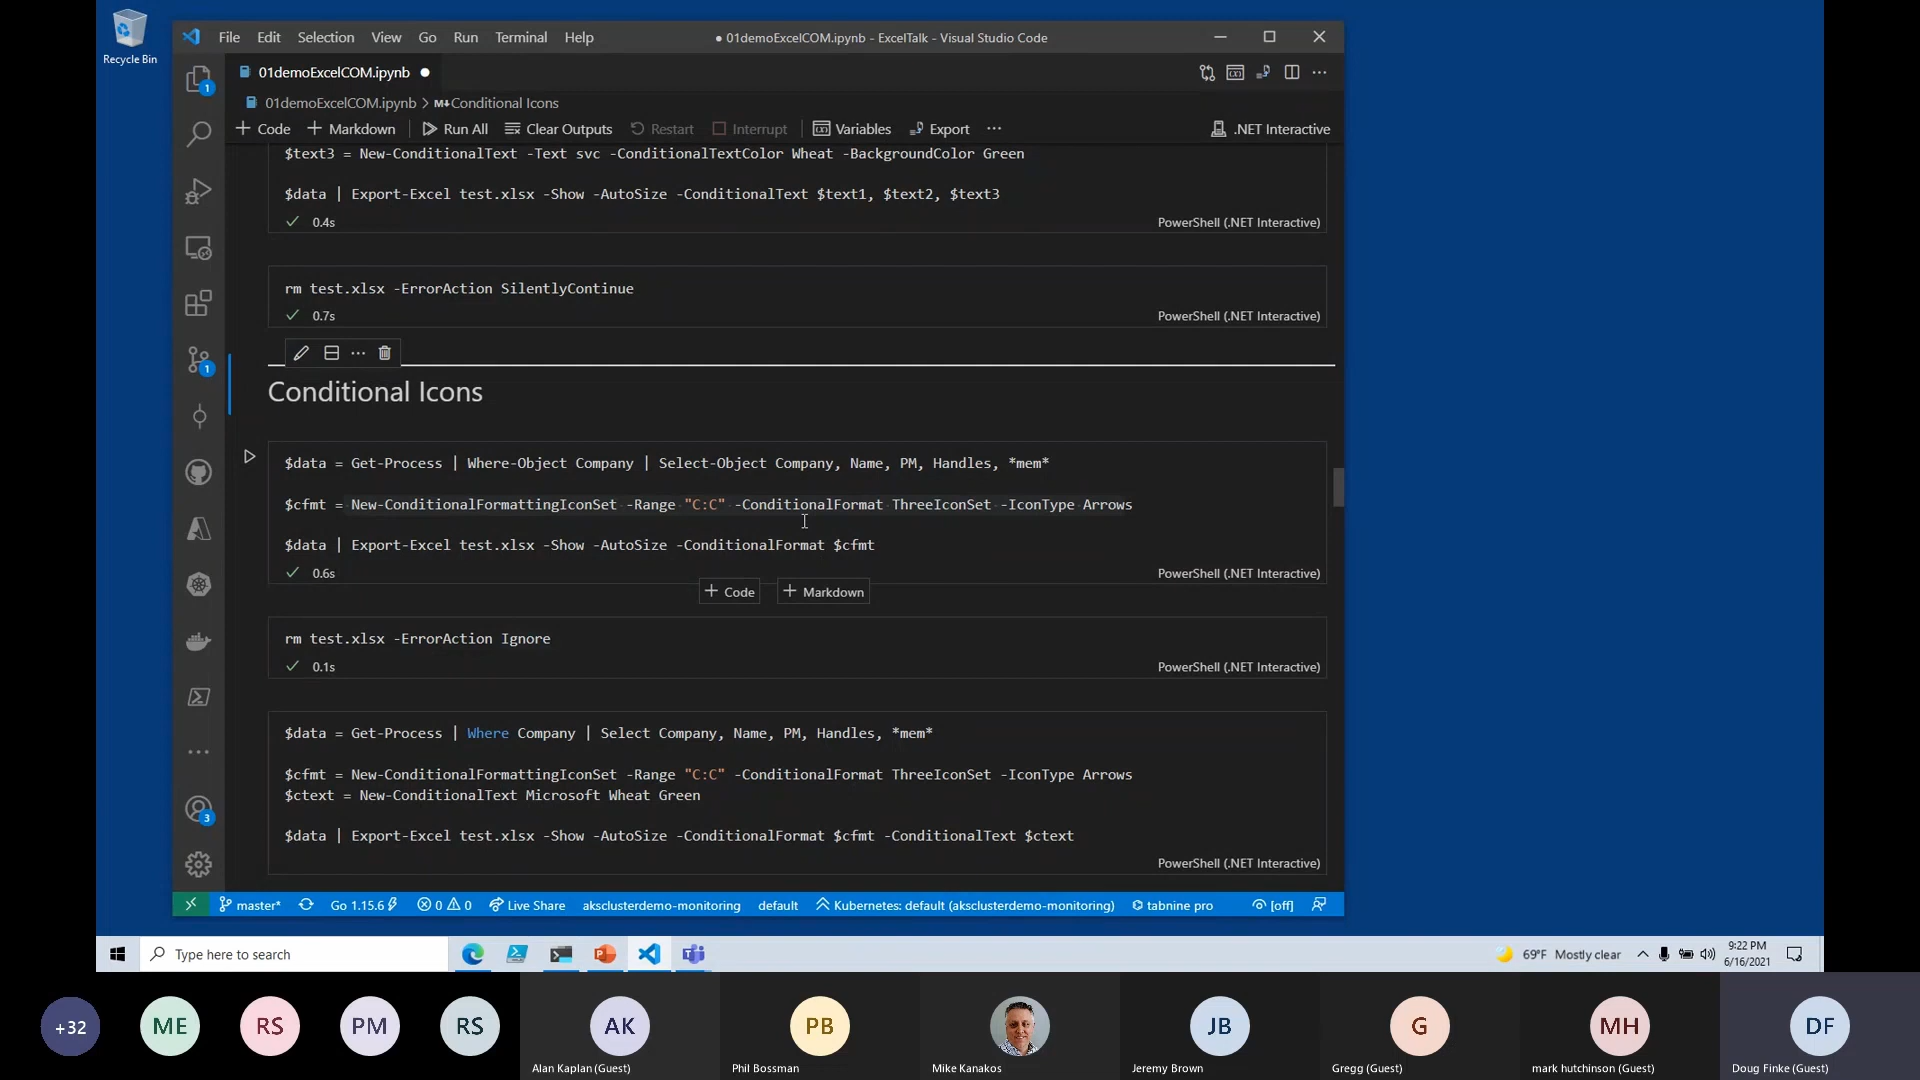 Recycle Bin
File Edit Selection View Go Run Terminal Help
● 01demoExcelCOM.ipynb - ExcelTalk - Visual Studio Code
01demoExcelCOM.ipynb ●
01demoExcelCOM.ipynb > M↓Conditional Icons
+ Code + Markdown Run All Clear Outputs Restart Interrupt Variables Export ··· .NET Interactive
$text3 = New-ConditionalText -Text svc -ConditionalTextColor Wheat -BackgroundColor Green
$data | Export-Excel test.xlsx -Show -AutoSize -ConditionalText $text1, $text2, $text3
✓ 0.4s PowerShell (.NET Interactive)
rm test.xlsx -ErrorAction SilentlyContinue
✓ 0.7s PowerShell (.NET Interactive)
Conditional Icons
$data = Get-Process | Where-Object Company | Select-Object Company, Name, PM, Handles, *mem*
$cfmt = New-ConditionalFormattingIconSet -Range "C:C" -ConditionalFormat ThreeIconSet -IconType Arrows
$data | Export-Excel test.xlsx -Show -AutoSize -ConditionalFormat $cfmt
✓ 0.6s PowerShell (.NET Interactive)
+ Code + Markdown
rm test.xlsx -ErrorAction Ignore
✓ 0.1s PowerShell (.NET Interactive)
$data = Get-Process | Where Company | Select Company, Name, PM, Handles, *mem*
$cfmt = New-ConditionalFormattingIconSet -Range "C:C" -ConditionalFormat ThreeIconSet -IconType Arrows
$ctext = New-ConditionalText Microsoft Wheat Green
$data | Export-Excel test.xlsx -Show -AutoSize -ConditionalFormat $cfmt -ConditionalText $ctext
PowerShell (.NET Interactive)
1
1
3
master* Go 1.15.6 0 0 Live Share aksclusterdemo-monitoring default Kubernetes: default (aksclusterdemo-monitoring) tabnine pro [off]
Type here to search
69°F Mostly clear
9:22 PM
6/16/2021
+32 ME RS PM RS AK PB JB G MH DF
Alan Kaplan (Guest) Phil Bossman Mike Kanakos Jeremy Brown Gregg (Guest) mark hutchinson (Guest) Doug Finke (Guest)